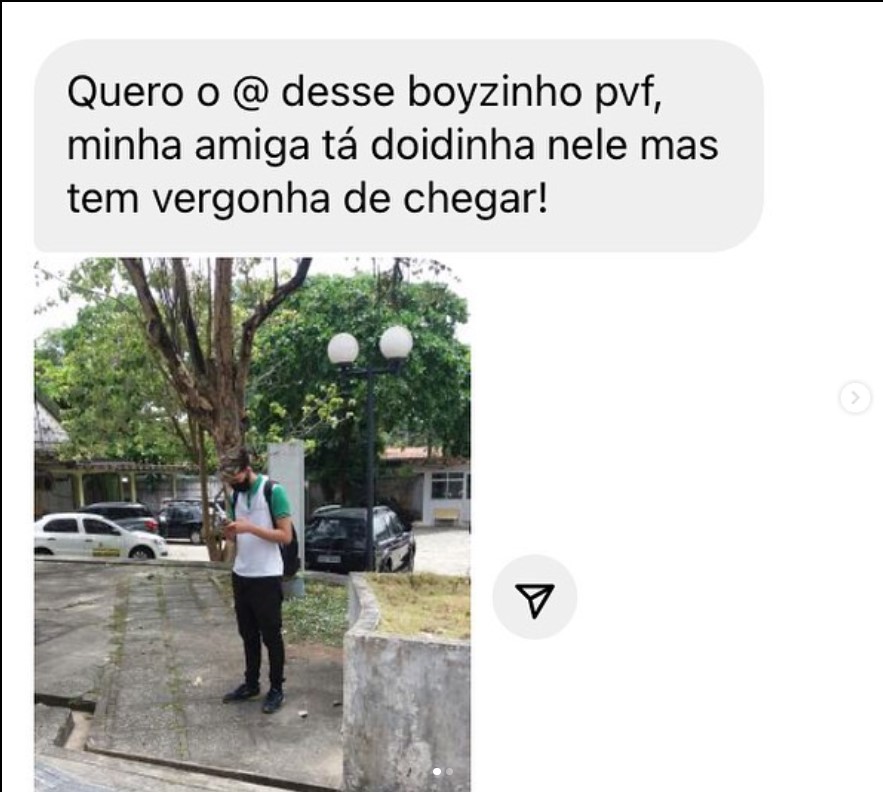 Quero o @ desse boyzinho pvf,
minha amiga tá doidinha nele mas
tem vergonha de chegar!